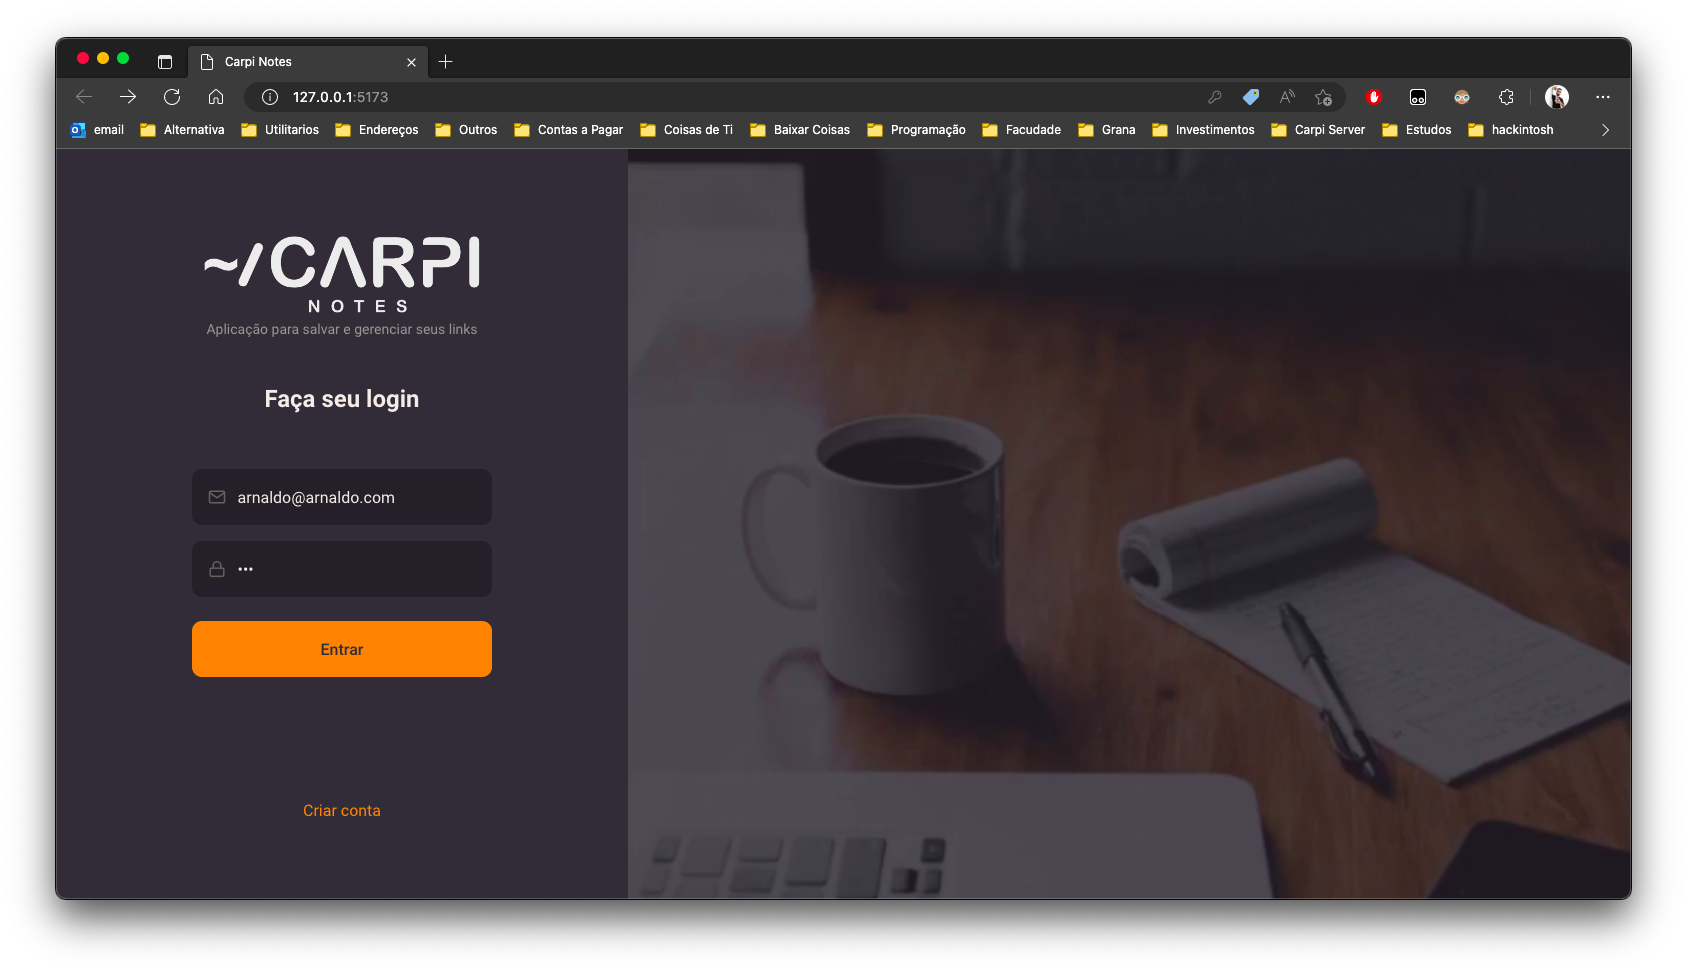 Carpi Notes
127.0.0.1:5173
email Alternativa Utilitarios Endereços Outros Contas a Pagar Coisas de Ti Baixar Coisas Programação Facudade Grana Investimentos Carpi Server Estudos hackintosh
~/CARPI
NOTES
Aplicação para salvar e gerenciar seus links
Faça seu login
arnaldo@arnaldo.com
•••
Entrar
Criar conta